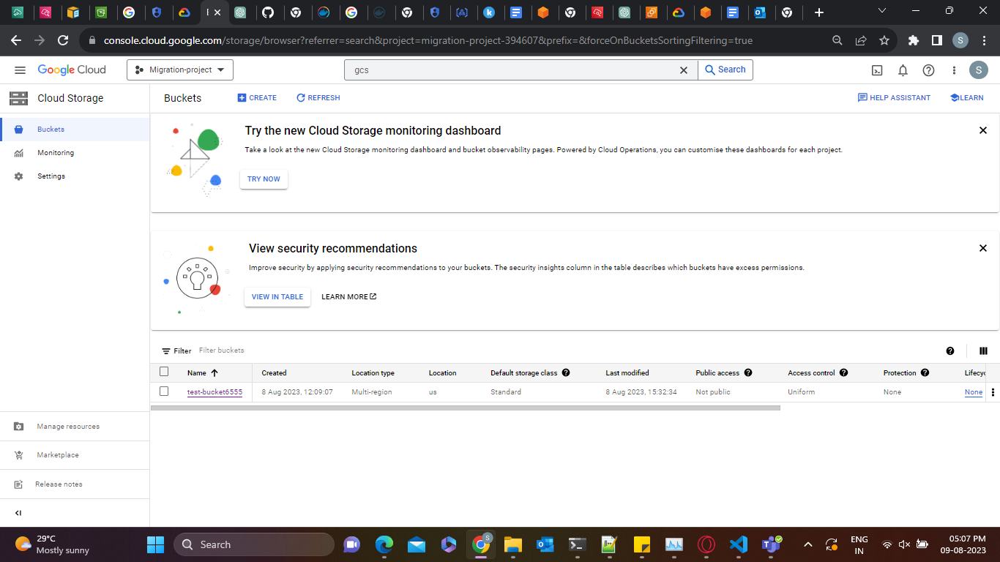 console.cloud.google.com/storage/browser?referrer=search&project=migration-project-394607&prefix=&forceOnBucketsSortingFiltering=true
S
Google Cloud
Migration-project
gcs
Search
S
Cloud Storage
Buckets
CREATE
REFRESH
HELP ASSISTANT
LEARN
Buckets
Monitoring
Settings
Try the new Cloud Storage monitoring dashboard
Take a look at the new Cloud Storage monitoring dashboard and bucket observability pages. Powered by Cloud Operations, you can customise these dashboards for each project.
TRY NOW
View security recommendations
Improve security by applying security recommendations to your buckets. The security insights column in the table describes which buckets have excess permissions.
VIEW IN TABLE LEARN MORE
Filter Filter buckets
Name Created Location type Location Default storage class Last modified Public access Access control Protection Lifecyc
test-bucket6555 8 Aug 2023, 12:09:07 Multi-region us Standard 8 Aug 2023, 15:32:34 Not public Uniform None None
Manage resources
Marketplace
Release notes
29°C
Mostly sunny
Search
S
ENG
IN
05:07 PM
09-08-2023